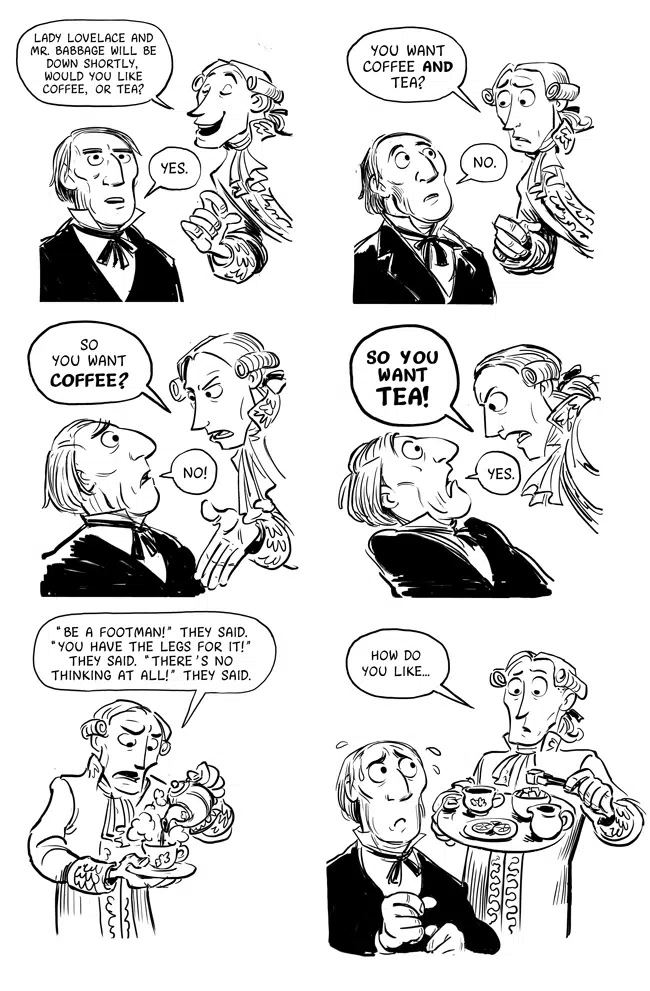 LADY LOVELACE AND
MR. BABBAGE WILL BE
DOWN SHORTLY,
WOULD YOU LIKE
COFFEE, OR TEA?
YES.
YOU WANT
COFFEE AND
TEA?
NO.
SO
YOU WANT
COFFEE?
NO!
SO YOU
WANT
TEA!
YES.
"BE A FOOTMAN!" THEY SAID.
"YOU HAVE THE LEGS FOR IT!"
THEY SAID. "THERE'S NO
THINKING AT ALL!" THEY SAID.
HOW DO
YOU LIKE...